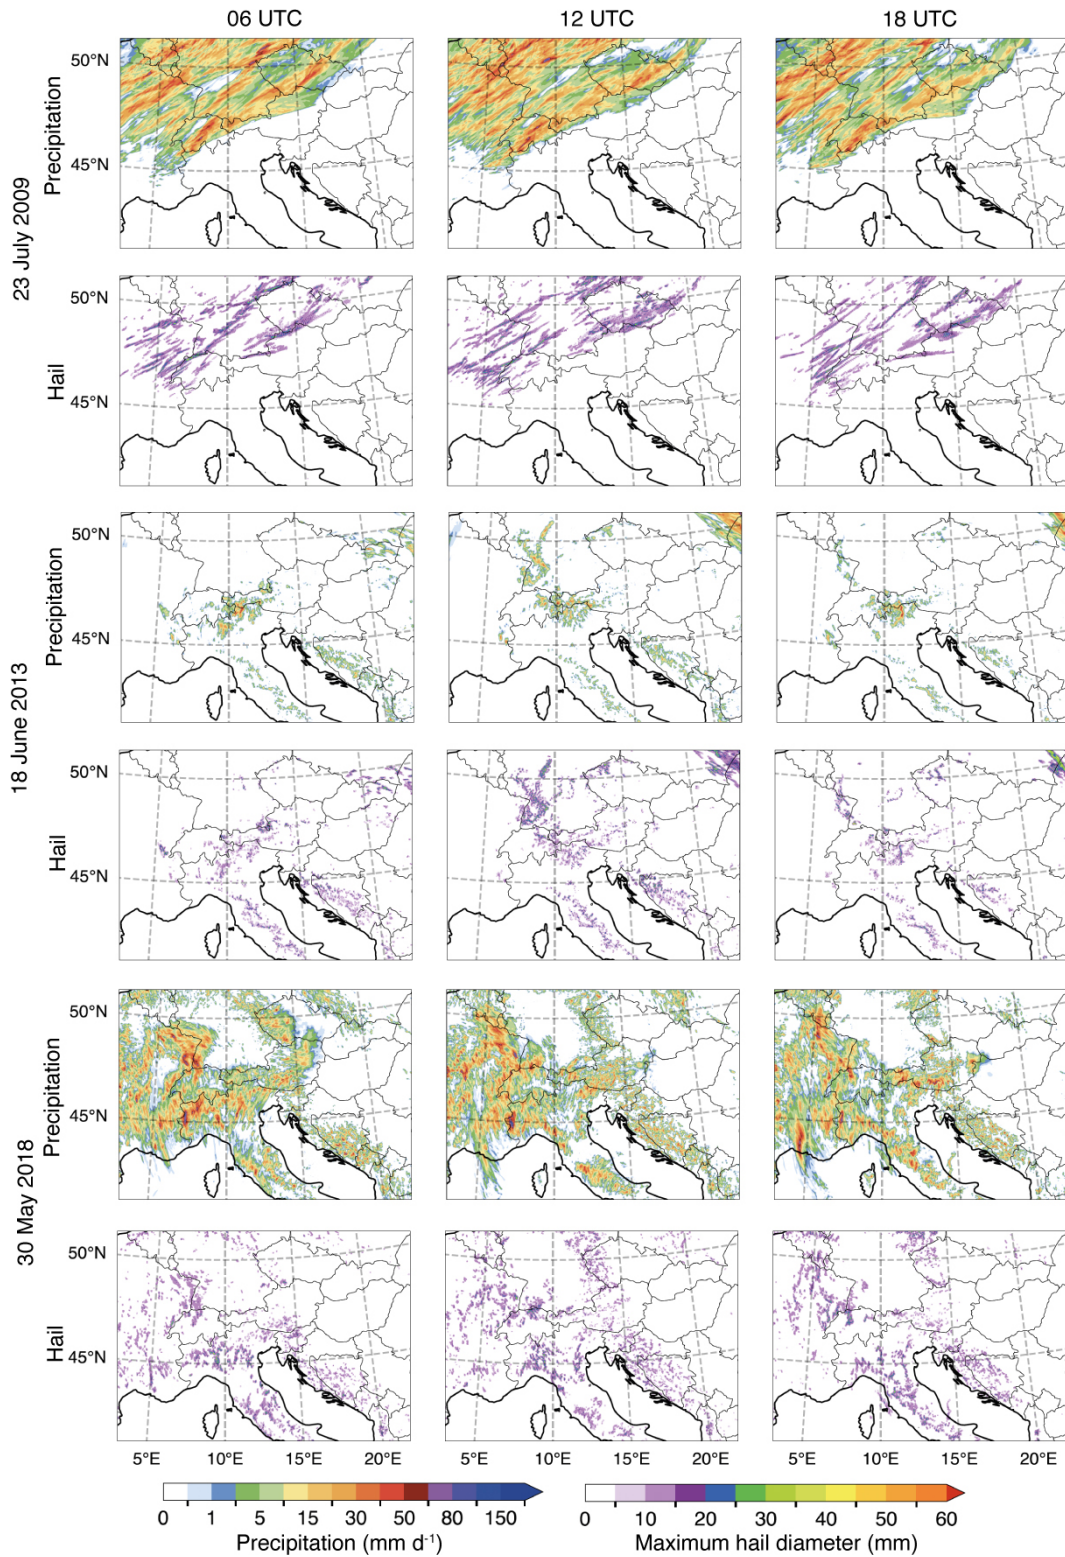 06 UTC 12 UTC 18 UTC
23 July 2009
Precipitation
50°N
45°N
Hail
50°N
45°N
18 June 2013
Precipitation
50°N
45°N
Hail
50°N
45°N
30 May 2018
Precipitation
50°N
45°N
Hail
50°N
45°N
5°E 10°E 15°E 20°E 5°E 10°E 15°E 20°E 5°E 10°E 15°E 20°E
0 1 5 15 30 50 80 150 0 10 20 30 40 50 60
Precipitation (mm d⁻¹) Maximum hail diameter (mm)